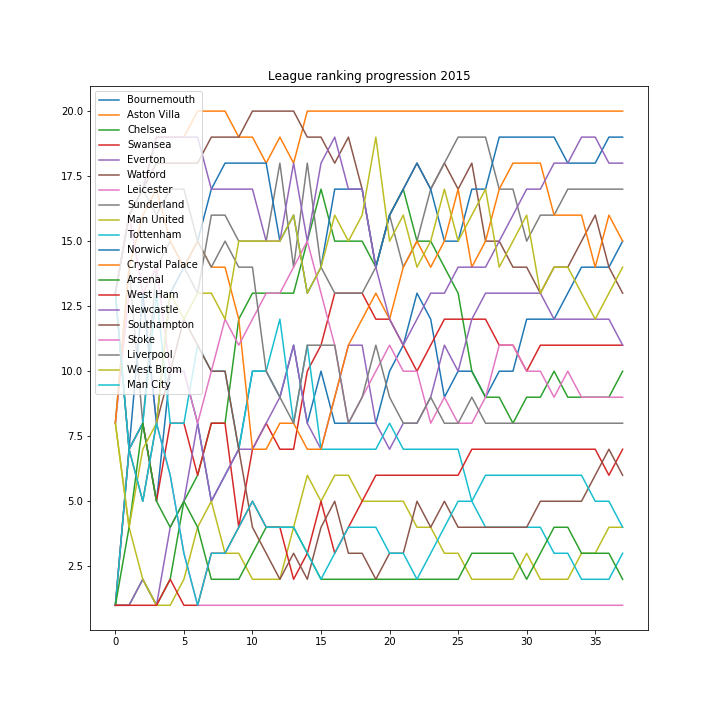 League ranking progression 2015
20.0
17.5
15.0
12.5
10.0
7.5
5.0
2.5
Bournemouth
Aston Villa
Chelsea
Swansea
Everton
Watford
Leicester
Sunderland
Man United
Tottenham
Norwich
Crystal Palace
Arsenal
West Ham
Newcastle
Southampton
Stoke
Liverpool
West Brom
Man City
0 5 10 15 20 25 30 35